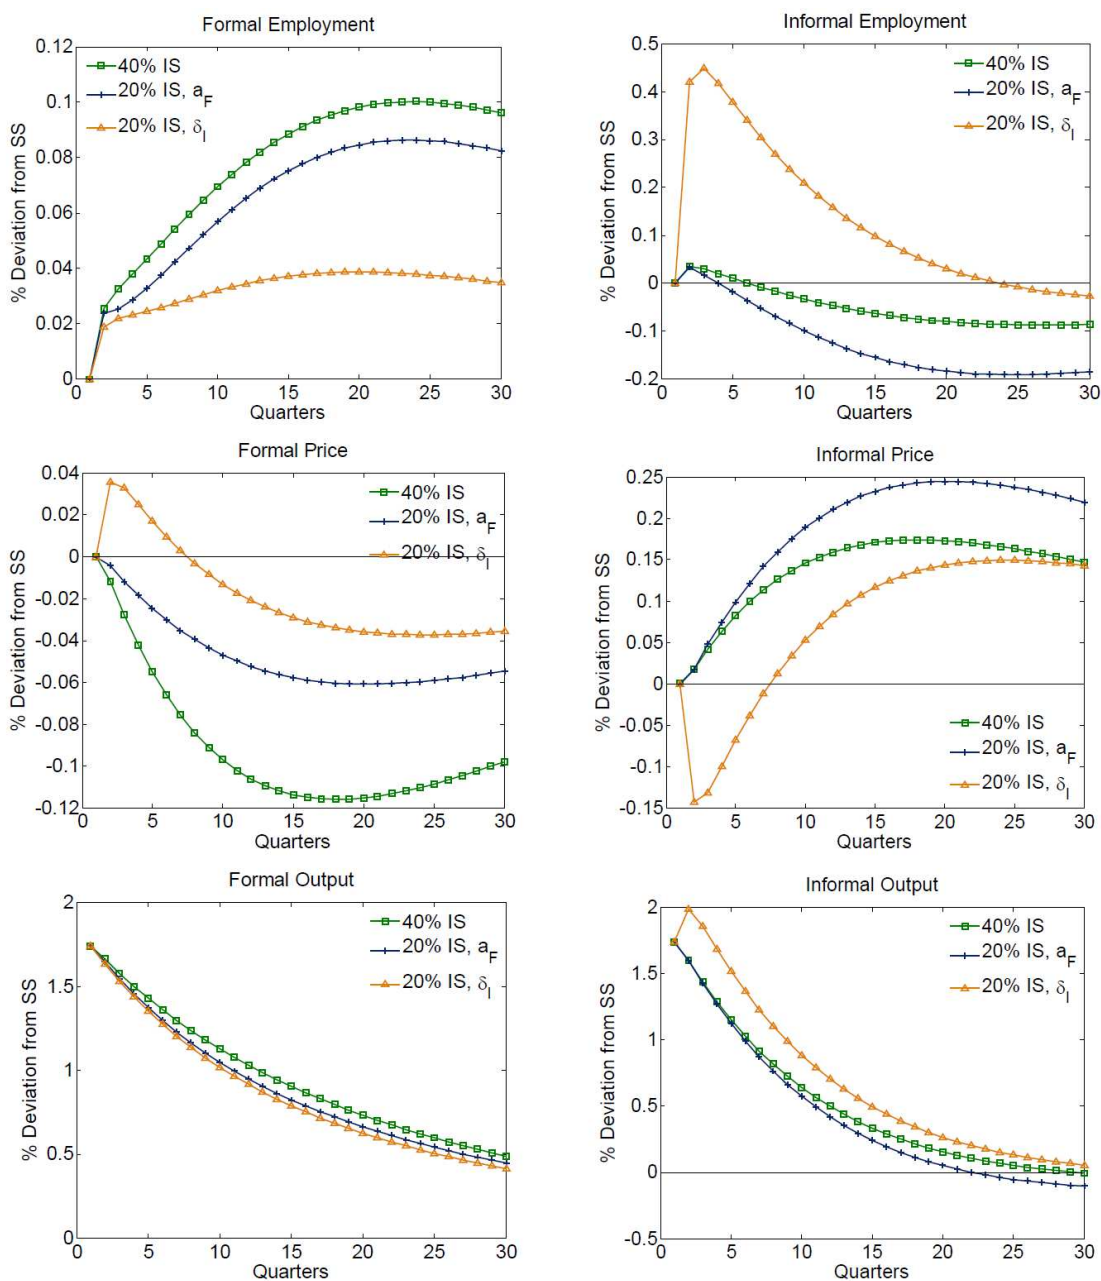 Formal Employment
0.12
0.1
0.08
0.06
0.04
0.02
0
% Deviation from SS
40% IS
20% IS, a_F
20% IS, δ_I
5 10 15 20 25 30
Quarters
Informal Employment
0.5
0.4
0.3
0.2
0.1
0
-0.1
-0.2
% Deviation from SS
40% IS
20% IS, a_F
20% IS, δ_I
0 5 10 15 20 25 30
Quarters
Formal Price
0.04
0.02
0
-0.02
-0.04
-0.06
-0.08
-0.1
-0.12
% Deviation from SS
40% IS
20% IS, a_F
20% IS, δ_I
0 5 10 15 20 25 30
Quarters
Informal Price
0.25
0.2
0.15
0.1
0.05
0
-0.05
-0.1
-0.15
% Deviation from SS
40% IS
20% IS, a_F
20% IS, δ_I
0 5 10 15 20 25 30
Quarters
Formal Output
2
1.5
1
0.5
0
% Deviation from SS
40% IS
20% IS, a_F
20% IS, δ_I
0 5 10 15 20 25 30
Quarters
Informal Output
2
1.5
1
0.5
0
-0.5
% Deviation from SS
40% IS
20% IS, a_F
20% IS, δ_I
0 5 10 15 20 25 30
Quarters